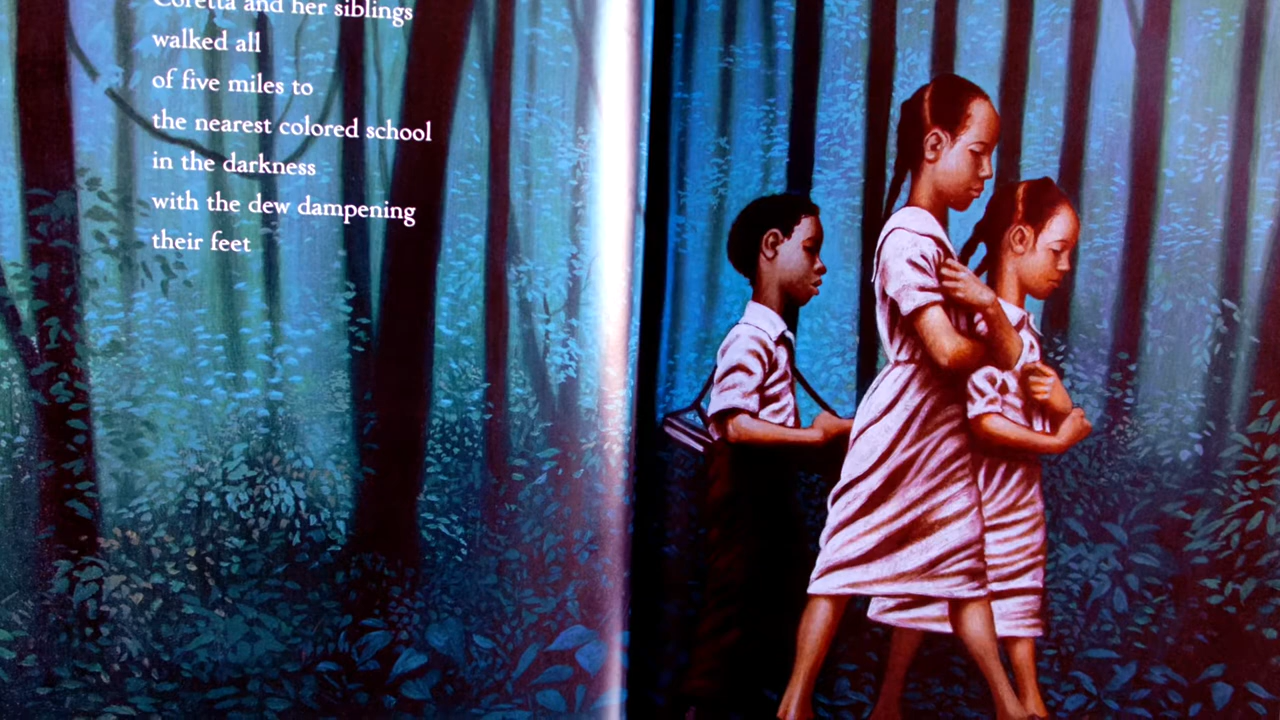 Coretta and her siblings
walked all
of five miles to
the nearest colored school
in the darkness
with the dew dampening
their feet